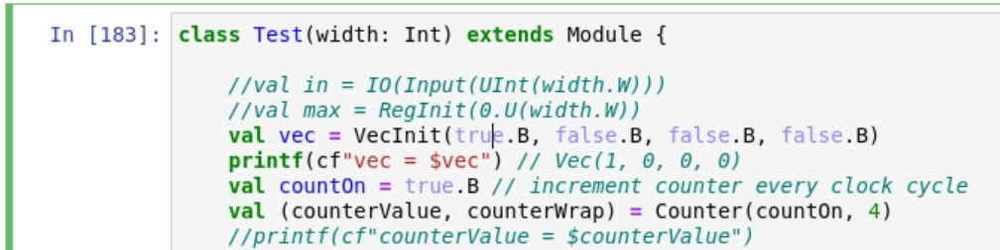 In [183]: class Test(width: Int) extends Module {
//val in = IO(Input(UInt(width.W)))
//val max = RegInit(0.U(width.W))
val vec = VecInit(true.B, false.B, false.B, false.B)
printf(cf"vec = $vec") // Vec(1, 0, 0, 0)
val countOn = true.B // increment counter every clock cycle
val (counterValue, counterWrap) = Counter(countOn, 4)
//printf(cf"counterValue = $counterValue")